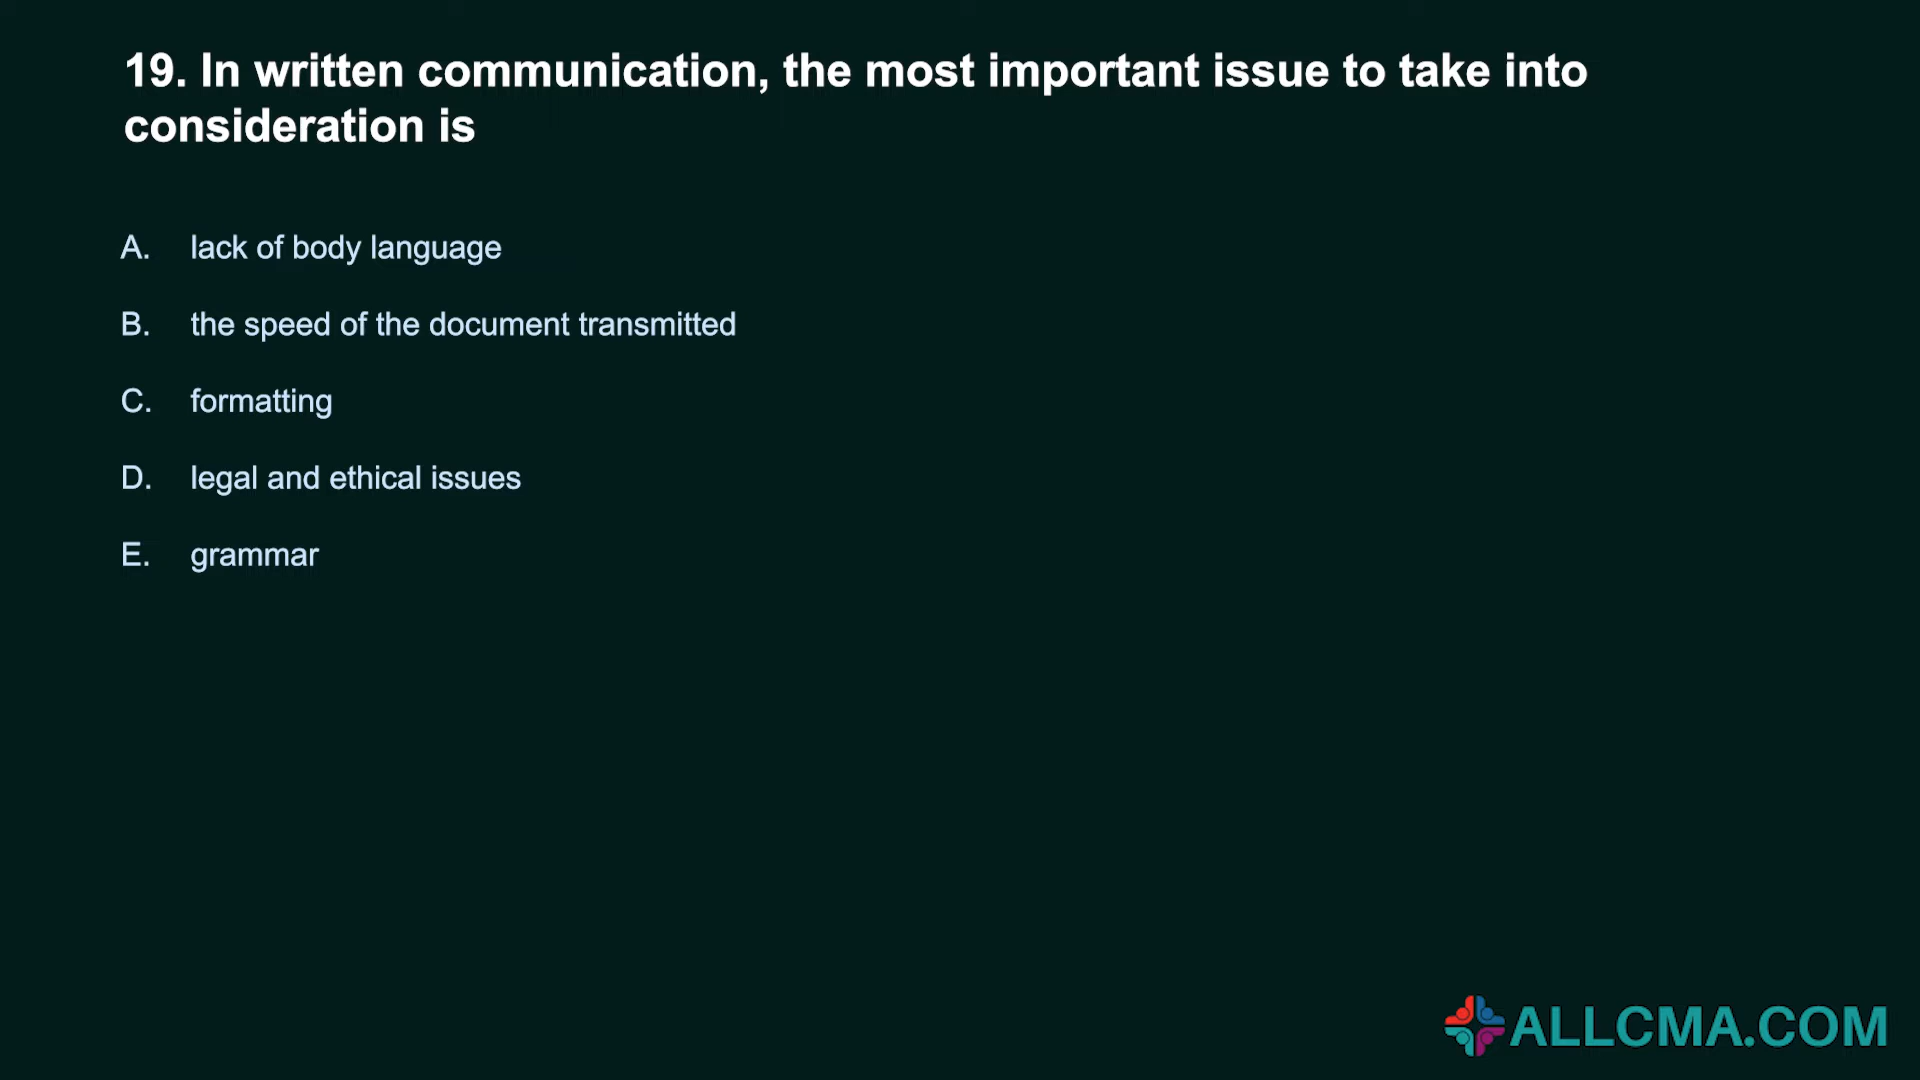 19. In written communication, the most important issue to take into
consideration is
A. lack of body language
B. the speed of the document transmitted
C. formatting
D. legal and ethical issues
E. grammar
ALLCMA.COM